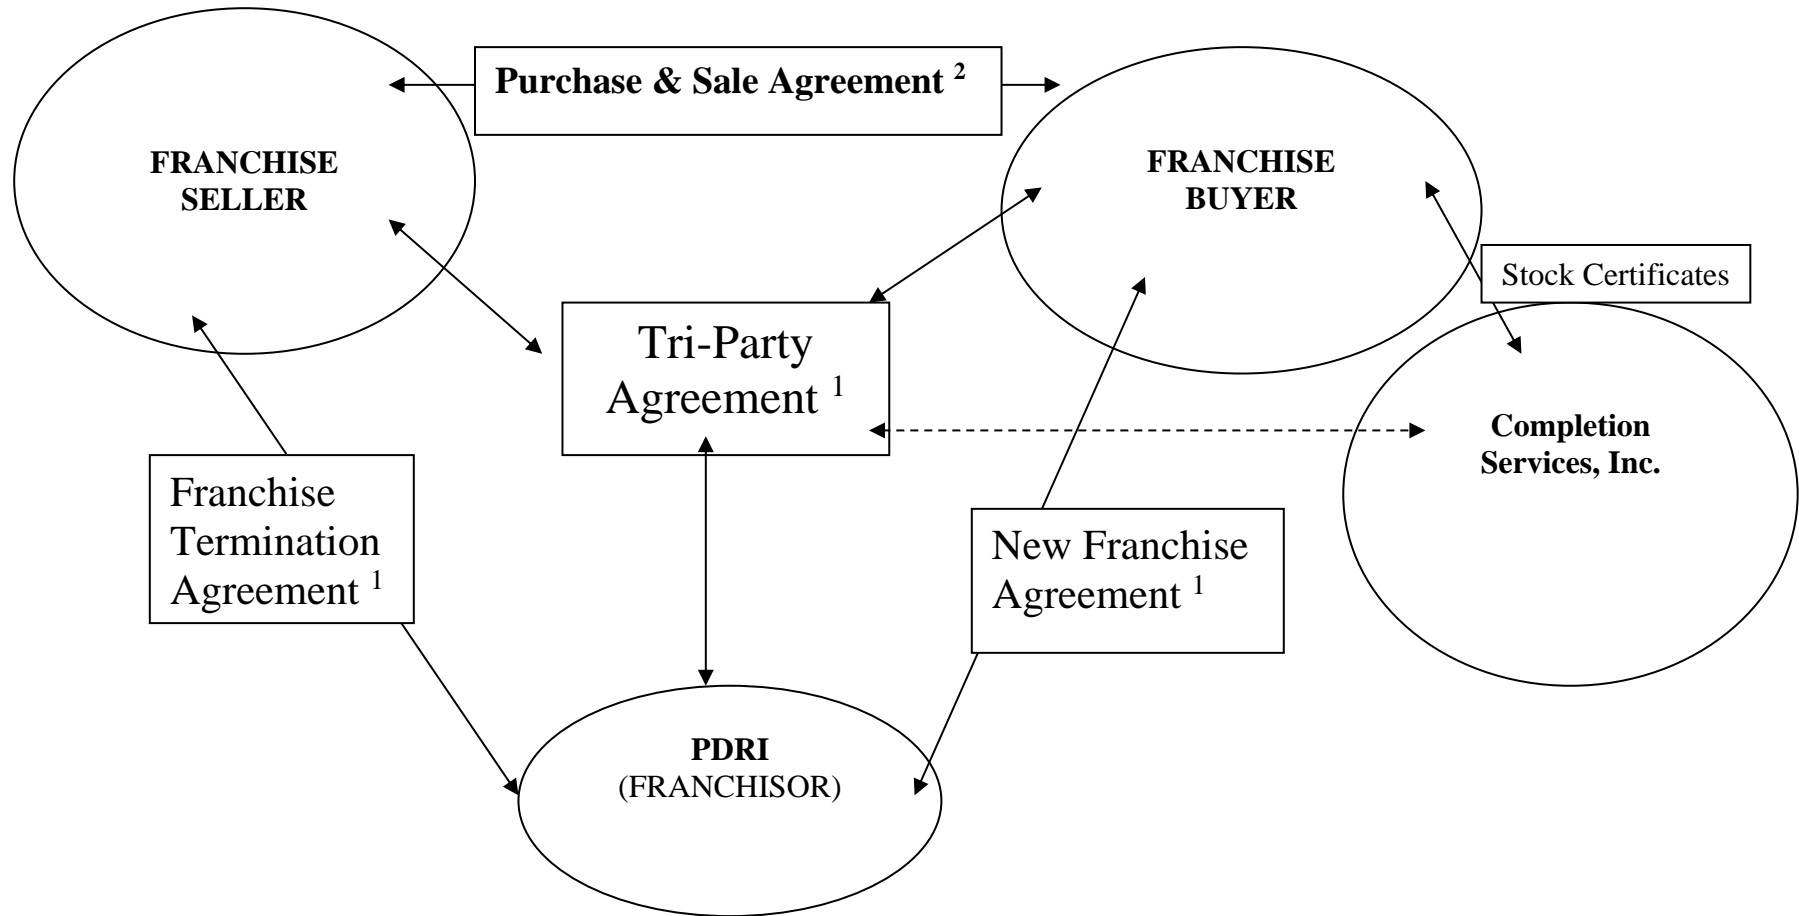 Purchase & Sale Agreement ²
FRANCHISE
SELLER
FRANCHISE
BUYER
Stock Certificates
Tri-Party
Agreement ¹
Completion
Services, Inc.
Franchise
Termination
Agreement ¹
New Franchise
Agreement ¹
PDRI
(FRANCHISOR)